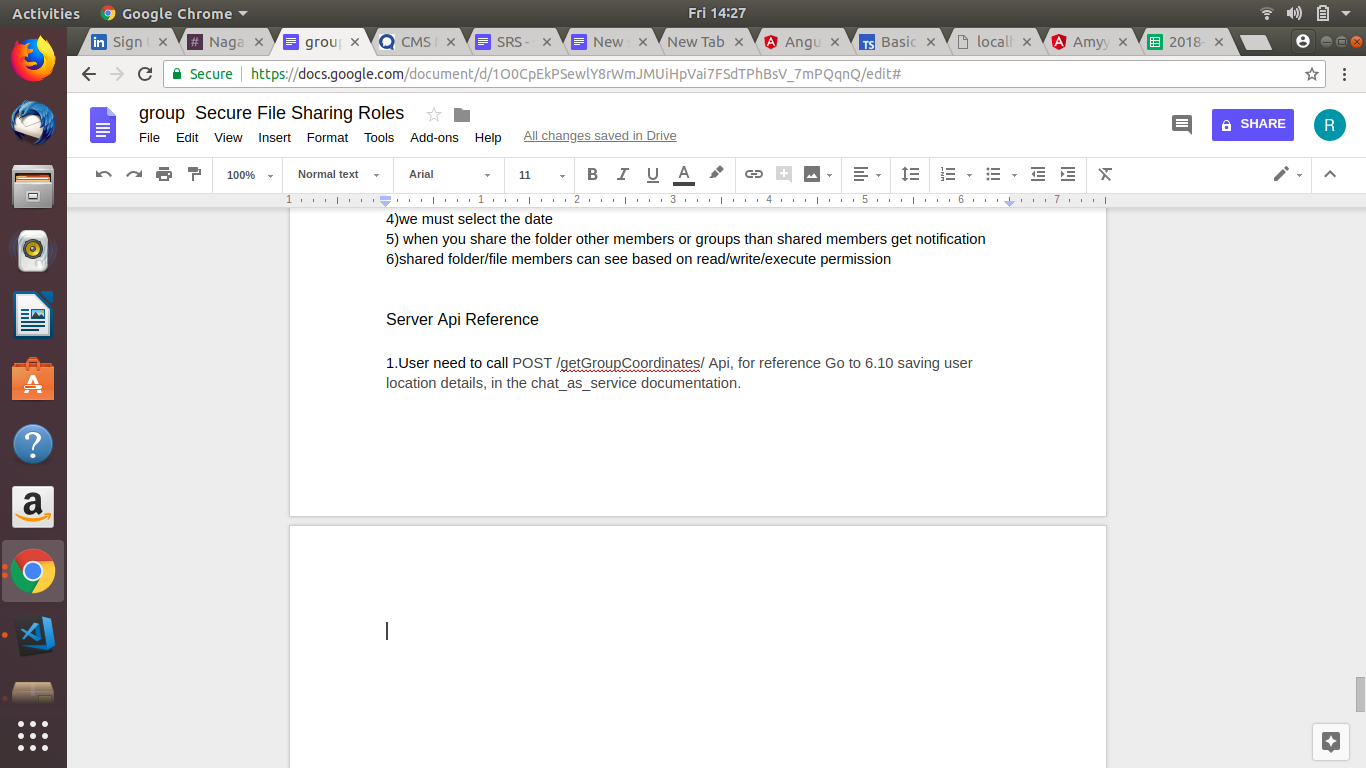 Activities Google Chrome Fri 14:27
Sign Naga group CMS SRS - New New Tab Angu Basic localh Amyy 2018-
Secure https://docs.google.com/document/d/1O0CpEkPSewlY8rWmJMUiHpVai7FSdTPhBsV_7mPQqnQ/edit#
group Secure File Sharing Roles
File Edit View Insert Format Tools Add-ons Help All changes saved in Drive
SHARE
R
100% Normal text Arial 11
1 1 2 3 4 5 6 7
4)we must select the date
5) when you share the folder other members or groups than shared members get notification
6)shared folder/file members can see based on read/write/execute permission
Server Api Reference
1.User need to call POST /getGroupCoordinates/ Api, for reference Go to 6.10 saving user
location details, in the chat_as_service documentation.